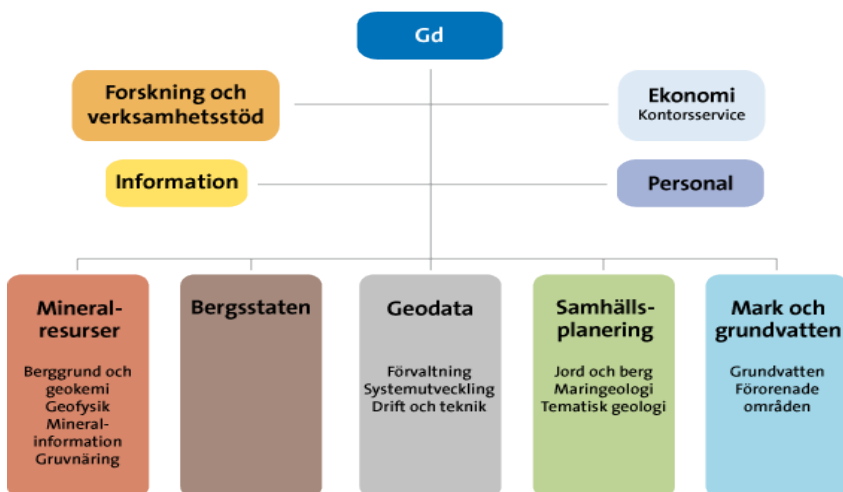 Gd
Forskning och
verksamhetsstöd
Ekonomi
Kontorsservice
Information
Personal
Mineral-
resurser
Berggrund och
geokemi
Geofysik
Mineral-
information
Gruvnäring
Bergsstaten
Geodata
Förvaltning
Systemutveckling
Drift och teknik
Samhälls-
planering
Jord och berg
Maringeologi
Tematisk geologi
Mark och
grundvatten
Grundvatten
Förorenade
områden